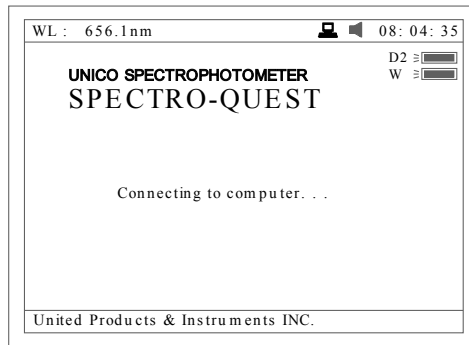 WL: 656.1nm 08:04:35
D2
UNICO SPECTROPHOTOMETER W
SPECTRO-QUEST
Connecting to computer...
United Products & Instruments INC.